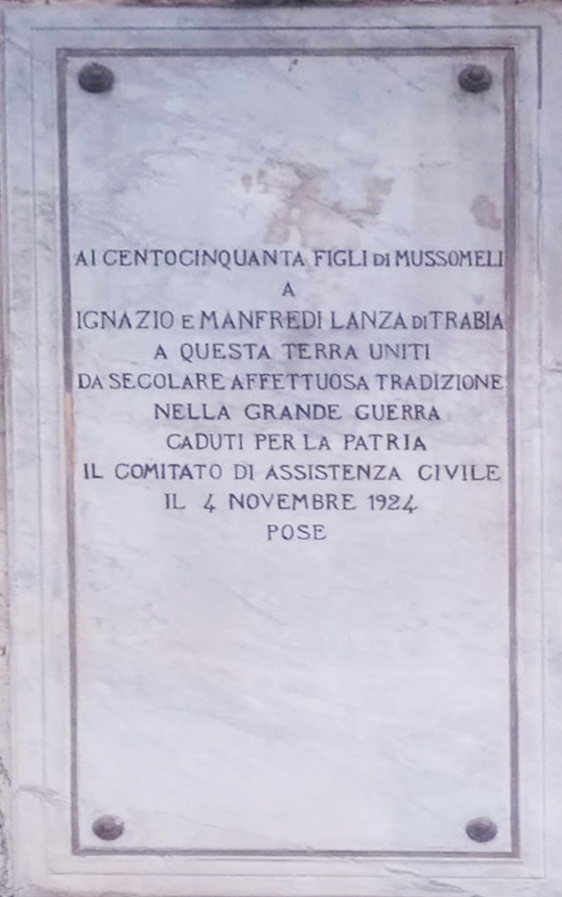 AI CENTOCINQUANTA FIGLI DI MUSSOMELI
A
IGNAZIO E MANFREDI LANZA DI TRABIA
A QUESTA TERRA UNITI
DA SECOLARE AFFETTUOSA TRADIZIONE
NELLA GRANDE GUERRA
CADUTI PER LA PATRIA
IL COMITATO DI ASSISTENZA CIVILE
IL 4 NOVEMBRE 1924
POSE